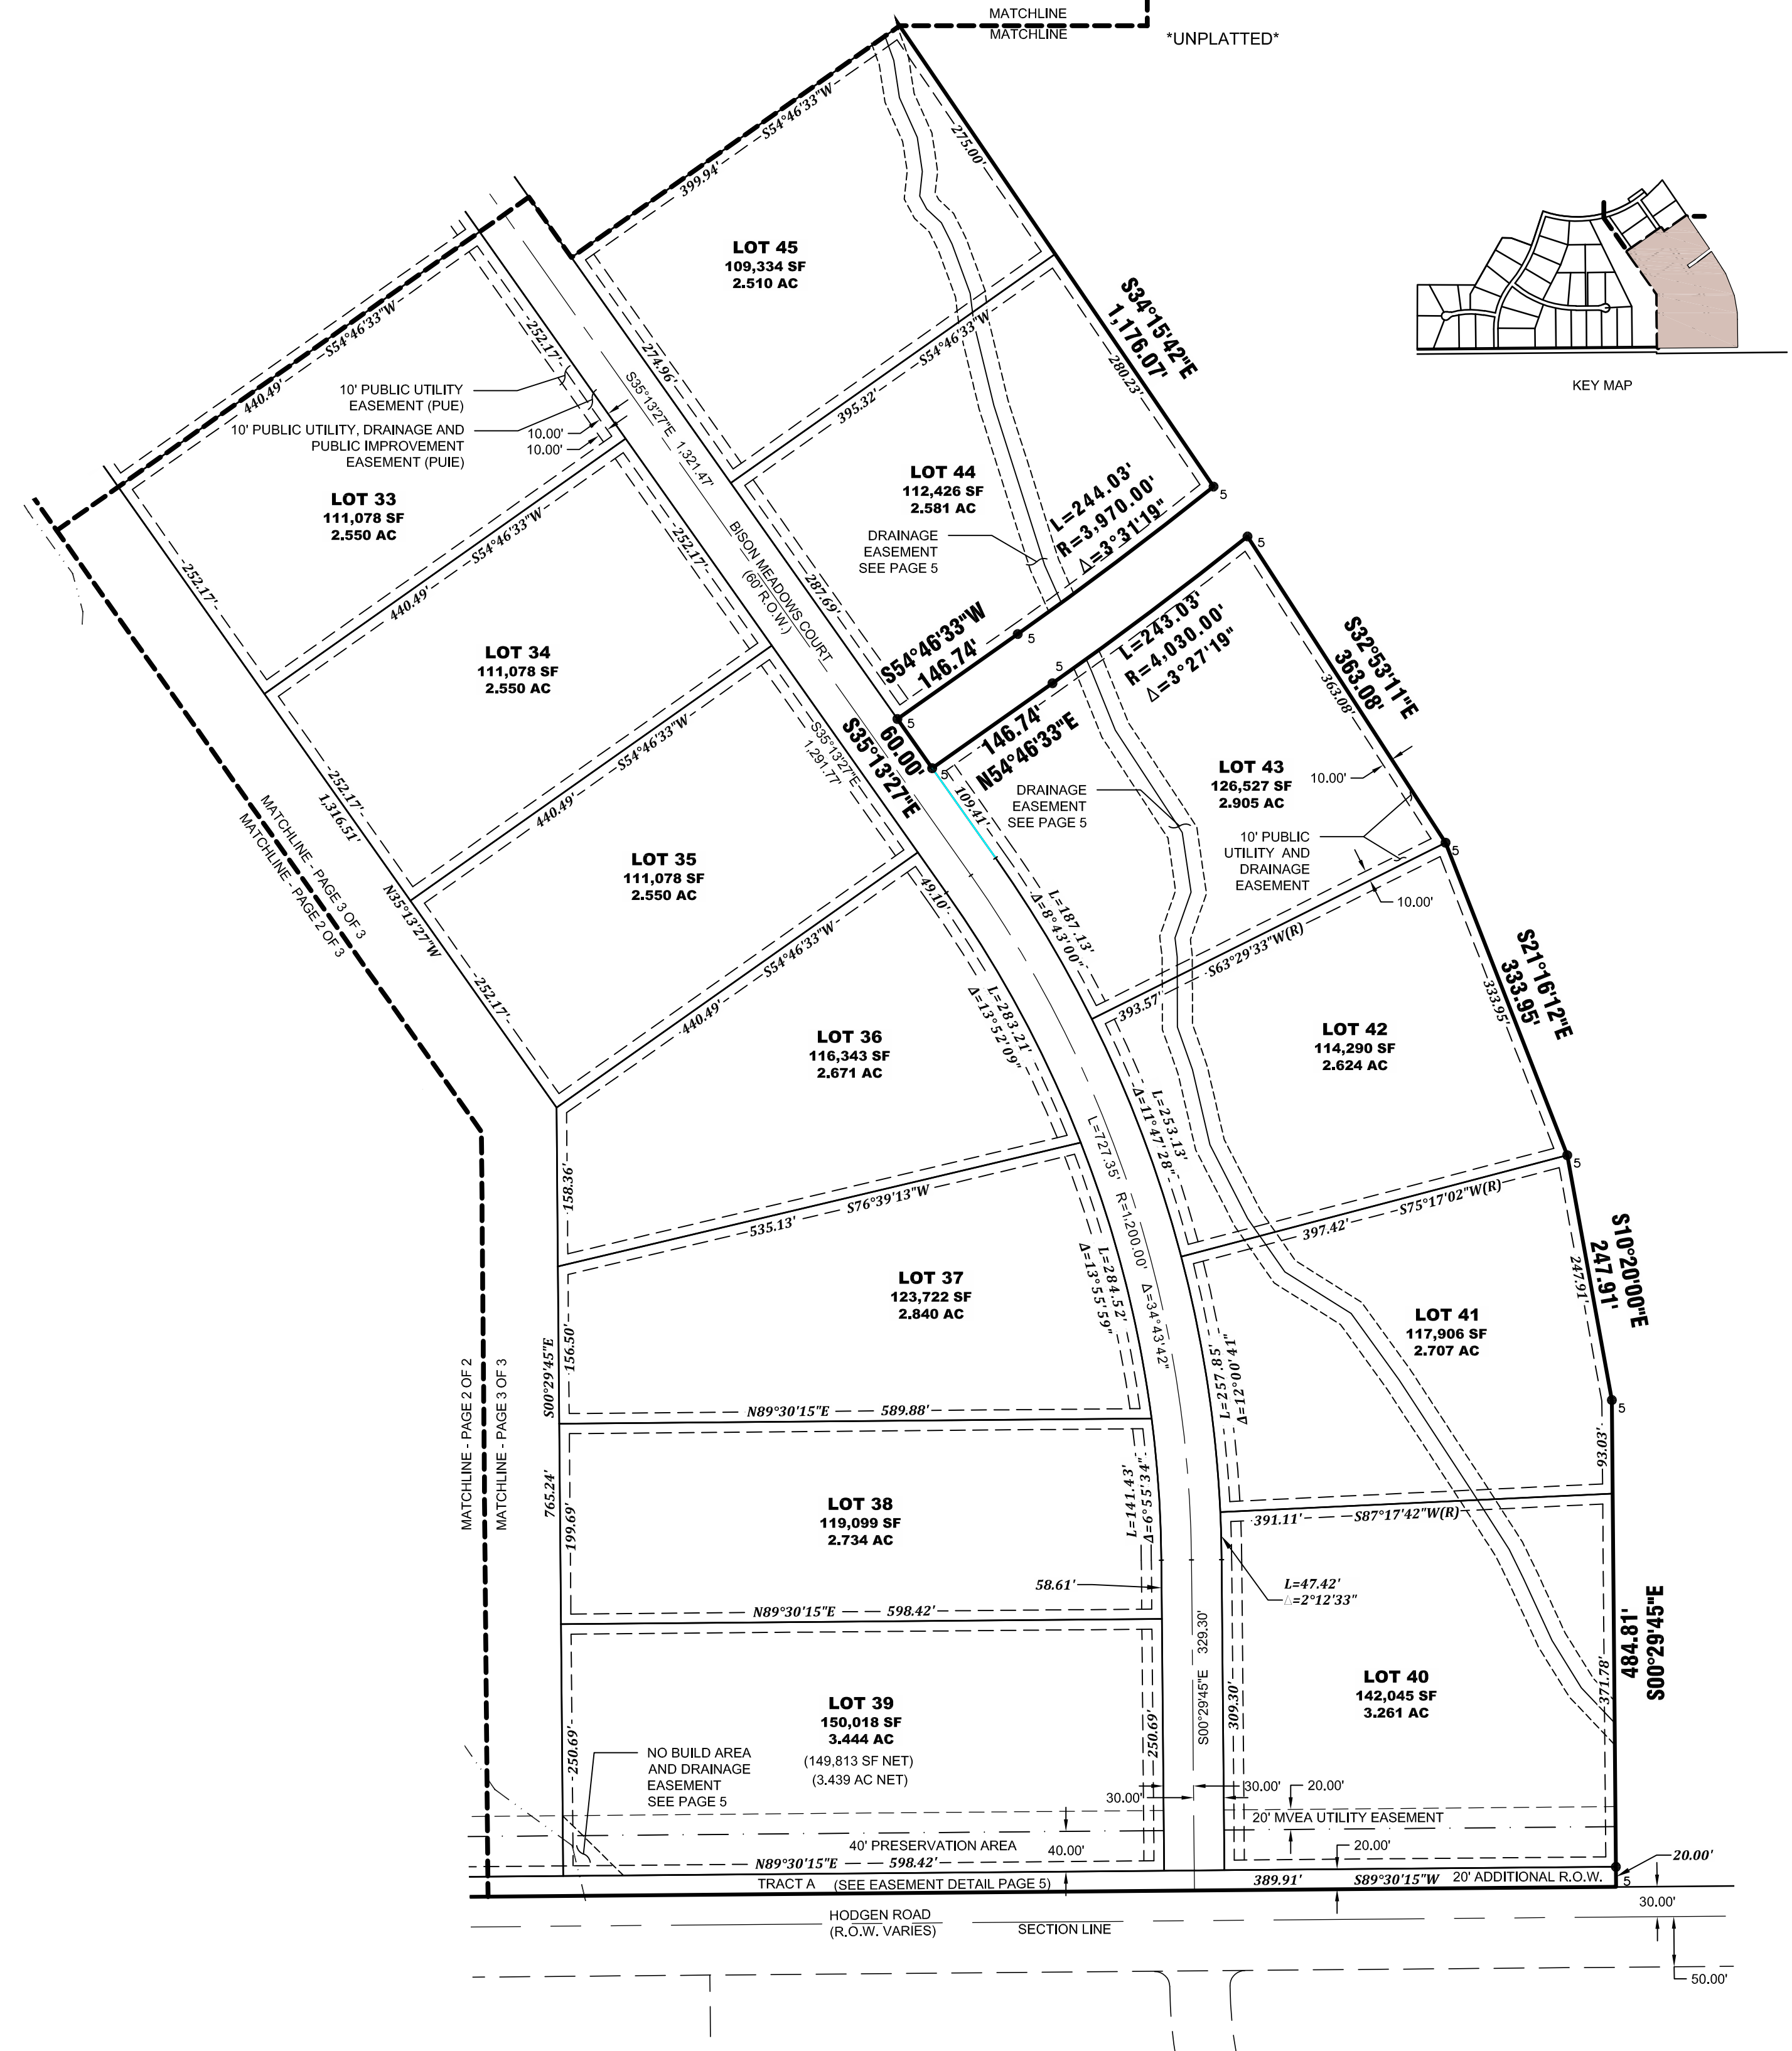 MATCHLINE
MATCHLINE
*UNPLATTED*
S54°46'33"W
399.94'
275.00'
LOT 45
109,334 SF
2.510 AC
S34°15'42"E
1,176.07'
KEY MAP
S54°46'33"W
440.49'
252.17'
10' PUBLIC UTILITY
EASEMENT (PUE)
10' PUBLIC UTILITY, DRAINAGE AND
PUBLIC IMPROVEMENT
EASEMENT (PUIE)
10.00'
10.00'
274.96'
S35°13'27"E 1,321.47'
S54°46'33"W
395.32'
280.23'
LOT 33
111,078 SF
2.550 AC
252.17'
S54°46'33"W
440.49'
252.17'
BISON MEADOWS COURT
(60' R.O.W.)
287.69'
LOT 44
112,426 SF
2.581 AC
DRAINAGE
EASEMENT
SEE PAGE 5
L=244.03'
R=3,970.00'
Δ=3°31'19"
5
5
S54°46'33"W
146.74'
5
60.00'
S35°13'27"E
5
LOT 34
111,078 SF
2.550 AC
252.17'
1,316.51'
N35°13'27"W
S54°46'33"W
440.49'
S35°13'27"E
1,291.77'
MATCHLINE - PAGE 3 OF 3
MATCHLINE - PAGE 2 OF 3
5
146.74'
N54°46'33"E
L=243.03'
R=4,030.00'
Δ=3°27'19"
5
S32°53'11"E
363.08'
363.08'
LOT 43
126,527 SF
2.905 AC
10.00'
DRAINAGE
EASEMENT
SEE PAGE 5
10' PUBLIC
UTILITY AND
DRAINAGE
EASEMENT
10.00'
109.41'
L=187.13'
Δ=8°43'00"
5
LOT 35
111,078 SF
2.550 AC
252.17'
S54°46'33"W
440.49'
49.10'
S63°29'33"W(R)
393.57'
S21°16'12"E
333.95'
333.95'
LOT 36
116,343 SF
2.671 AC
L=283.21'
Δ=13°52'09"
LOT 42
114,290 SF
2.624 AC
L=253.13'
Δ=11°47'28"
158.36'
535.13'
S76°39'13"W
L=727.35' R=1,200.00' Δ=34°43'42"
397.42'
S75°17'02"W(R)
5
LOT 37
123,722 SF
2.840 AC
L=284.52'
Δ=13°55'59"
S10°20'00"E
247.91'
247.91'
LOT 41
117,906 SF
2.707 AC
L=257.85'
Δ=12°00'41"
156.50'
S00°29'45"E
765.24'
MATCHLINE - PAGE 2 OF 2
MATCHLINE - PAGE 3 OF 3
N89°30'15"E
589.88'
5
93.03'
LOT 38
119,099 SF
2.734 AC
199.69'
L=141.43'
Δ=6°55'34"
391.11'
S87°17'42"W(R)
58.61'
L=47.42'
Δ=2°12'33"
N89°30'15"E
598.42'
S00°29'45"E 329.30'
484.81'
S00°29'45"E
371.78'
LOT 39
150,018 SF
3.444 AC
(149,813 SF NET)
(3.439 AC NET)
250.69'
250.69'
309.30'
LOT 40
142,045 SF
3.261 AC
NO BUILD AREA
AND DRAINAGE
EASEMENT
SEE PAGE 5
30.00'
30.00'
20.00'
20' MVEA UTILITY EASEMENT
40' PRESERVATION AREA
40.00'
20.00'
N89°30'15"E
598.42'
20.00'
TRACT A (SEE EASEMENT DETAIL PAGE 5)
389.91'
S89°30'15"W
20' ADDITIONAL R.O.W.
5
30.00'
HODGEN ROAD
(R.O.W. VARIES)
SECTION LINE
50.00'